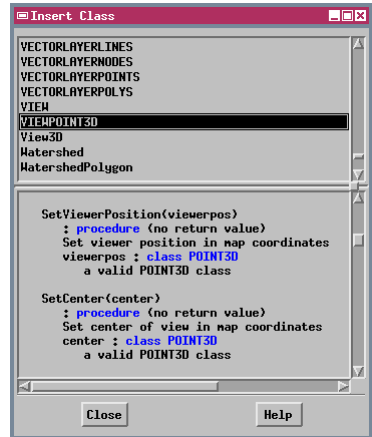 Insert Class
VECTORLAYERLINES
VECTORLAYERNODES
VECTORLAYERPOINTS
VECTORLAYERPOLYS
VIEW
VIEWPOINT3D
View3D
Watershed
WatershedPolygon
SetViewerPosition(viewerpos)
: procedure (no return value)
Set viewer position in map coordinates
viewerpos : class POINT3D
a valid POINT3D class
SetCenter(center)
: procedure (no return value)
Set center of view in map coordinates
center : class POINT3D
a valid POINT3D class
Close
Help